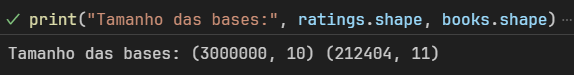 print("Tamanho das bases:", ratings.shape, books.shape)
Tamanho das bases: (3000000, 10) (212404, 11)